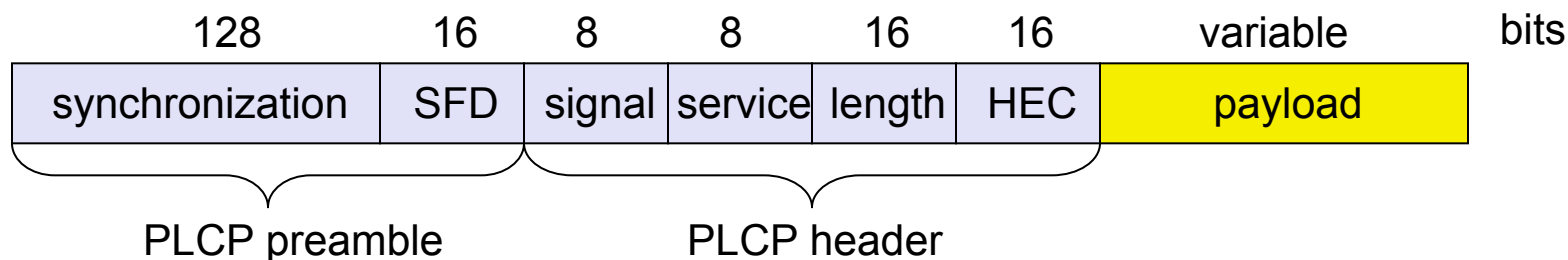 128 16 8 8 16 16 variable bits
synchronization SFD signal service length HEC payload
PLCP preamble PLCP header